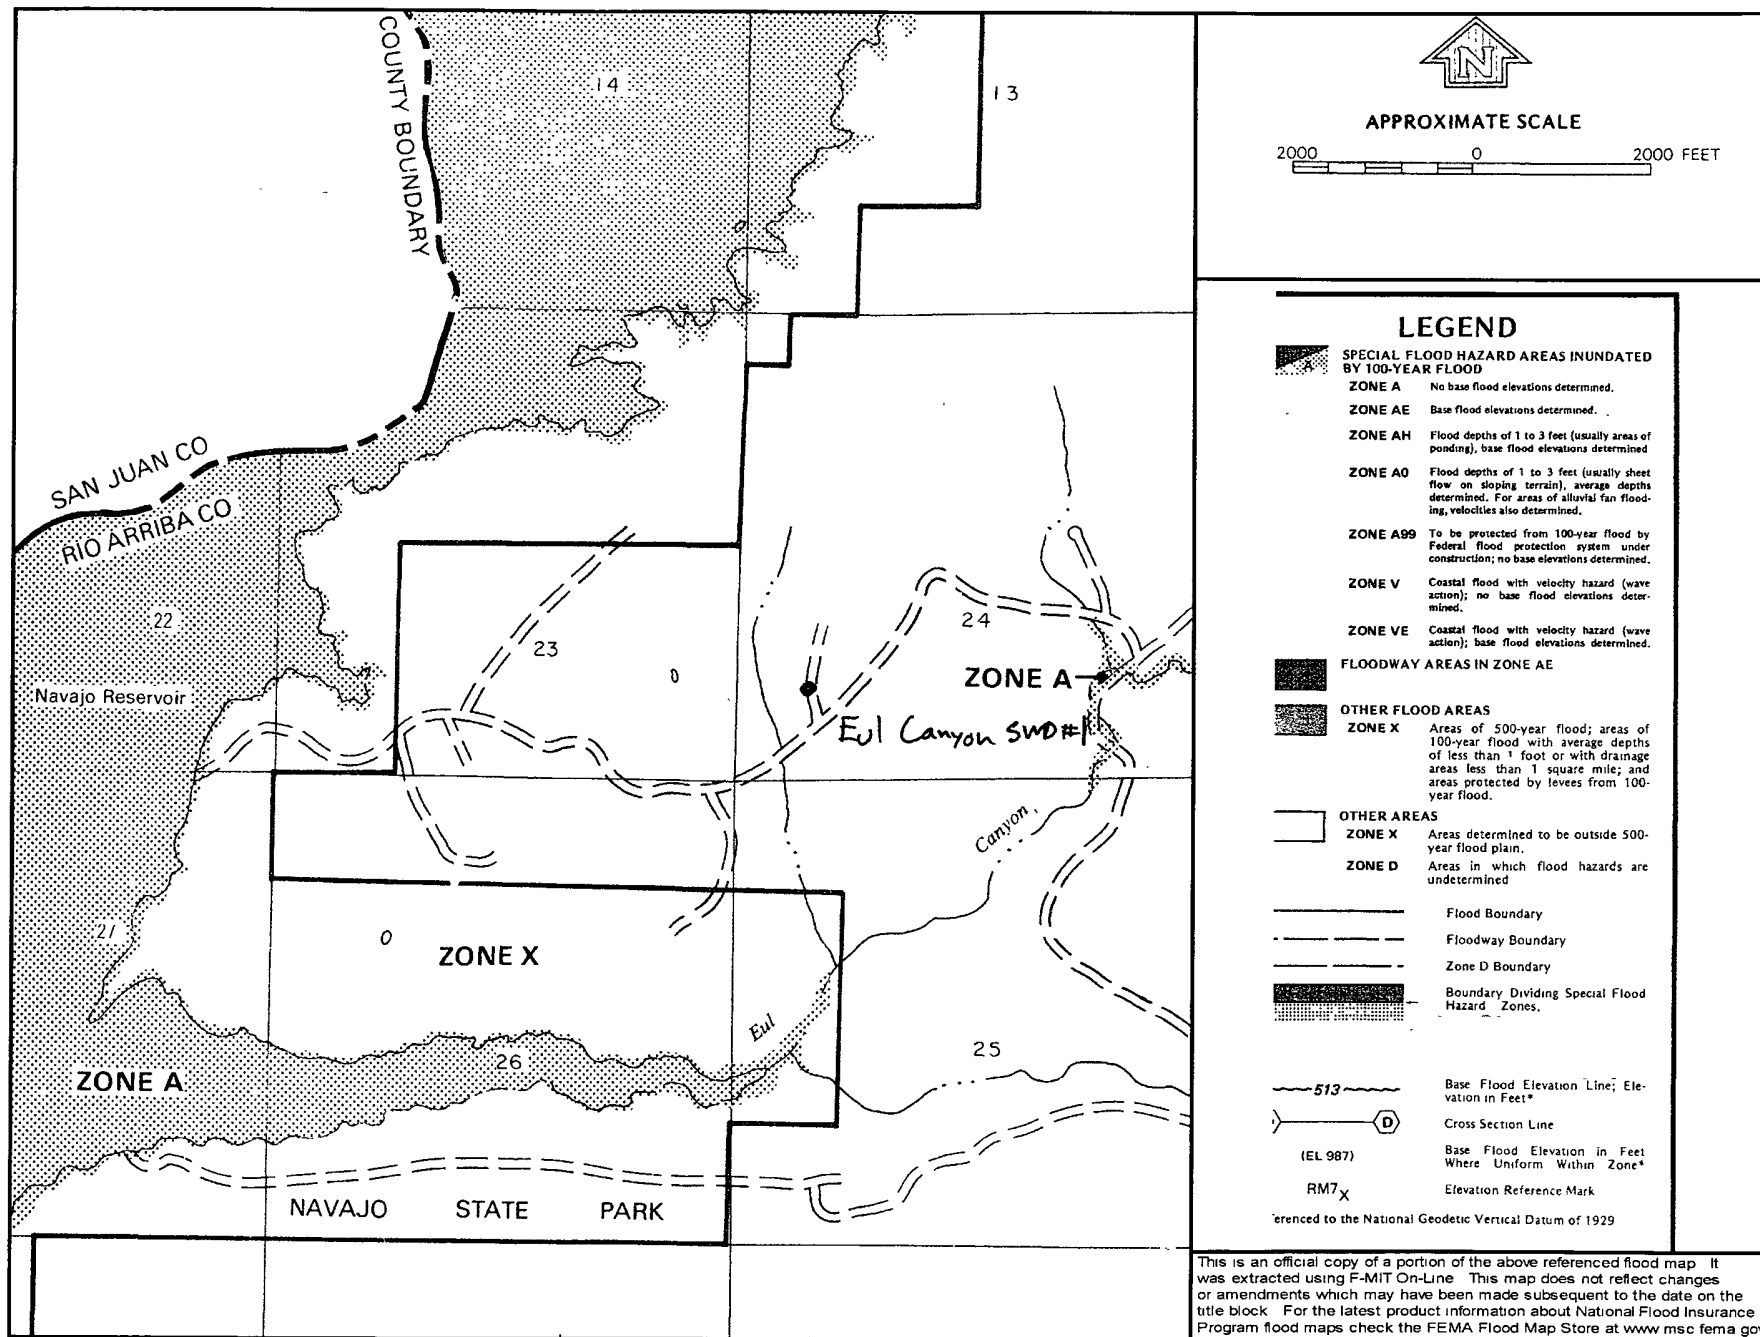 COUNTY BOUNDARY
14
13
SAN JUAN CO
RIO ARRIBA CO
22
23
24
Navajo Reservoir
ZONE A
Eul Canyon SWD #1
Canyon
21
ZONE X
Eul
26
25
ZONE A
NAVAJO STATE PARK
N
APPROXIMATE SCALE
2000 0 2000 FEET
LEGEND
A
SPECIAL FLOOD HAZARD AREAS INUNDATED
BY 100-YEAR FLOOD
ZONE A No base flood elevations determined.
ZONE AE Base flood elevations determined.
ZONE AH Flood depths of 1 to 3 feet (usually areas of
ponding), base flood elevations determined
ZONE A0 Flood depths of 1 to 3 feet (usually sheet
flow on sloping terrain), average depths
determined. For areas of alluvial fan flood-
ing, velocities also determined.
ZONE A99 To be protected from 100-year flood by
Federal flood protection system under
construction; no base elevations determined.
ZONE V Coastal flood with velocity hazard (wave
action); no base flood elevations deter-
mined.
ZONE VE Coastal flood with velocity hazard (wave
action); base flood elevations determined.
FLOODWAY AREAS IN ZONE AE
OTHER FLOOD AREAS
ZONE X Areas of 500-year flood; areas of
100-year flood with average depths
of less than 1 foot or with drainage
areas less than 1 square mile; and
areas protected by levees from 100-
year flood.
OTHER AREAS
ZONE X Areas determined to be outside 500-
year flood plain.
ZONE D Areas in which flood hazards are
undetermined
Flood Boundary
Floodway Boundary
Zone D Boundary
Boundary Dividing Special Flood
Hazard Zones.
513 Base Flood Elevation Line; Ele-
vation in Feet*
D Cross Section Line
(EL 987) Base Flood Elevation in Feet
Where Uniform Within Zone*
RM7X Elevation Reference Mark
erenced to the National Geodetic Vertical Datum of 1929
This is an official copy of a portion of the above referenced flood map It
was extracted using F-MIT On-Line This map does not reflect changes
or amendments which may have been made subsequent to the date on the
title block For the latest product information about National Flood Insurance
Program flood maps check the FEMA Flood Map Store at www msc fema go